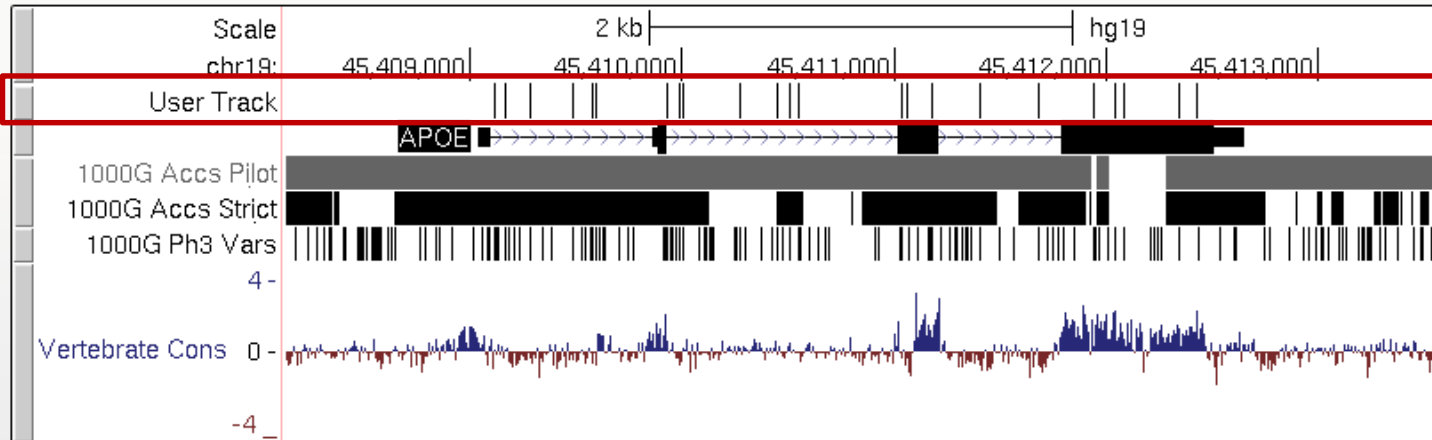 Scale 2 kb hg19
chr19: 45,409,000 45,410,000 45,411,000 45,412,000 45,413,000
User Track
APOE
1000G Accs Pilot
1000G Accs Strict
1000G Ph3 Vars
4 -
Vertebrate Cons 0 -
-4 _